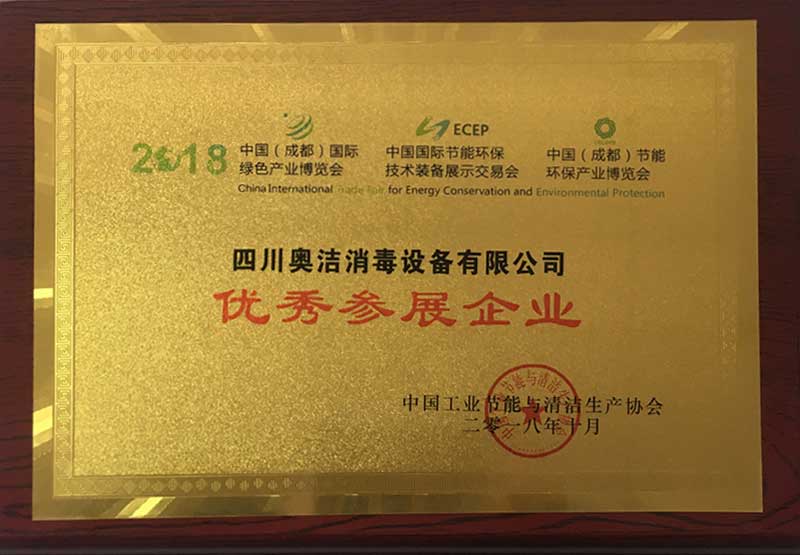 ECEP
2018
中国（成都）国际 中国国际节能环保 中国（成都）节能
绿色产业博览会 技术装备展示交易会 环保产业博览会
China International Trade Fair for Energy Conservation and Environmental Protection
四川奥洁消毒设备有限公司
优秀参展企业
中国工业节能与清洁生产协会
二零一八年十月